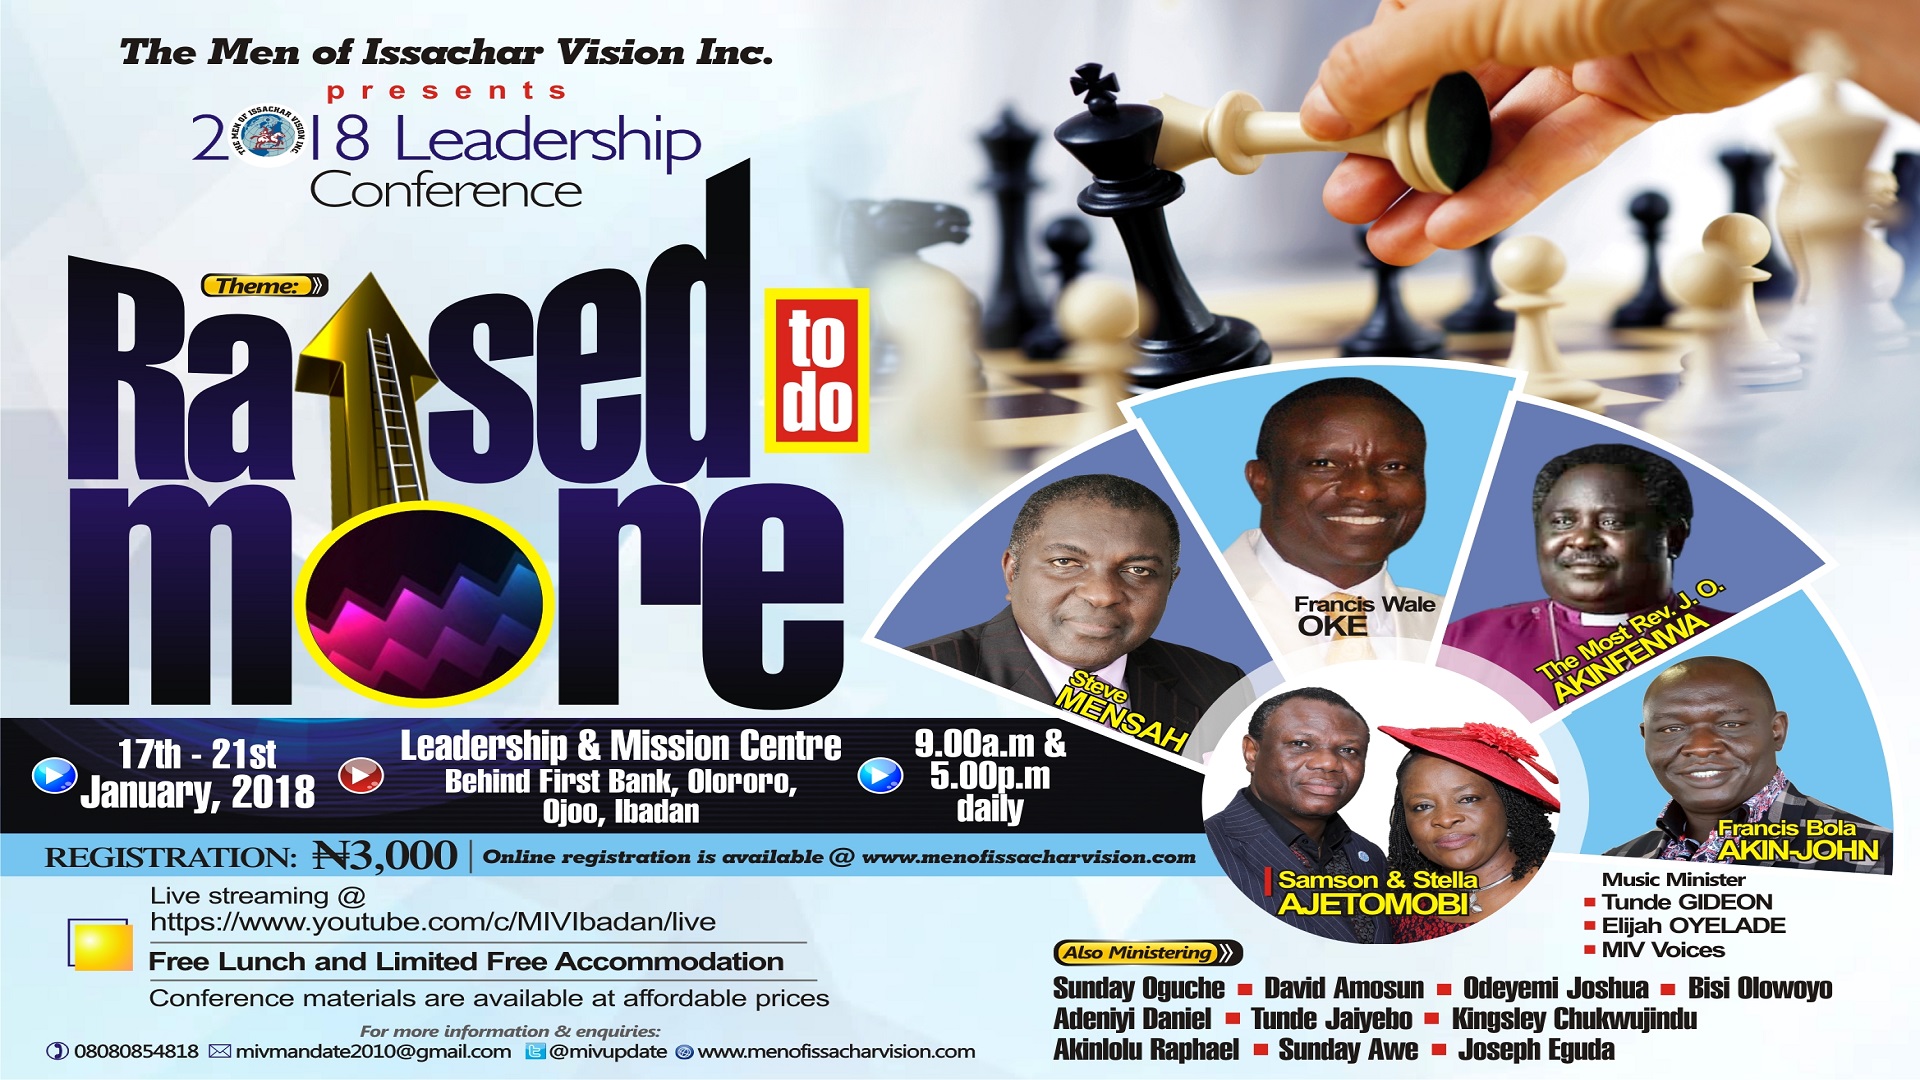 The Men of Issachar Vision Inc.
presents
2018 Leadership
THE MEN OF ISSACHAR VISION INC.
Conference
Theme:
Raised
to
do
more
17th - 21st
January, 2018
Leadership & Mission Centre
Behind First Bank, Olororo,
Ojoo, Ibadan
9.00a.m &
5.00p.m
daily
REGISTRATION: ₦3,000 | Online registration is available @ www.menofissacharvision.com
Live streaming @
https://www.youtube.com/c/MIVIbadan/live
Free Lunch and Limited Free Accommodation
Conference materials are available at affordable prices
For more information & enquiries:
08080854818 mivmandate2010@gmail.com @mivupdate www.menofissacharvision.com
Steve
MENSAH
Francis Wale
OKE
The Most Rev. J. O.
AKINFENWA
Francis Bola
AKIN-JOHN
Samson & Stella
AJETOMOBI
Music Minister
Tunde GIDEON
Elijah OYELADE
MIV Voices
Also Ministering
Sunday Oguche David Amosun Odeyemi Joshua Bisi Olowoyo
Adeniyi Daniel Tunde Jaiyebo Kingsley Chukwujindu
Akinlolu Raphael Sunday Awe Joseph Eguda